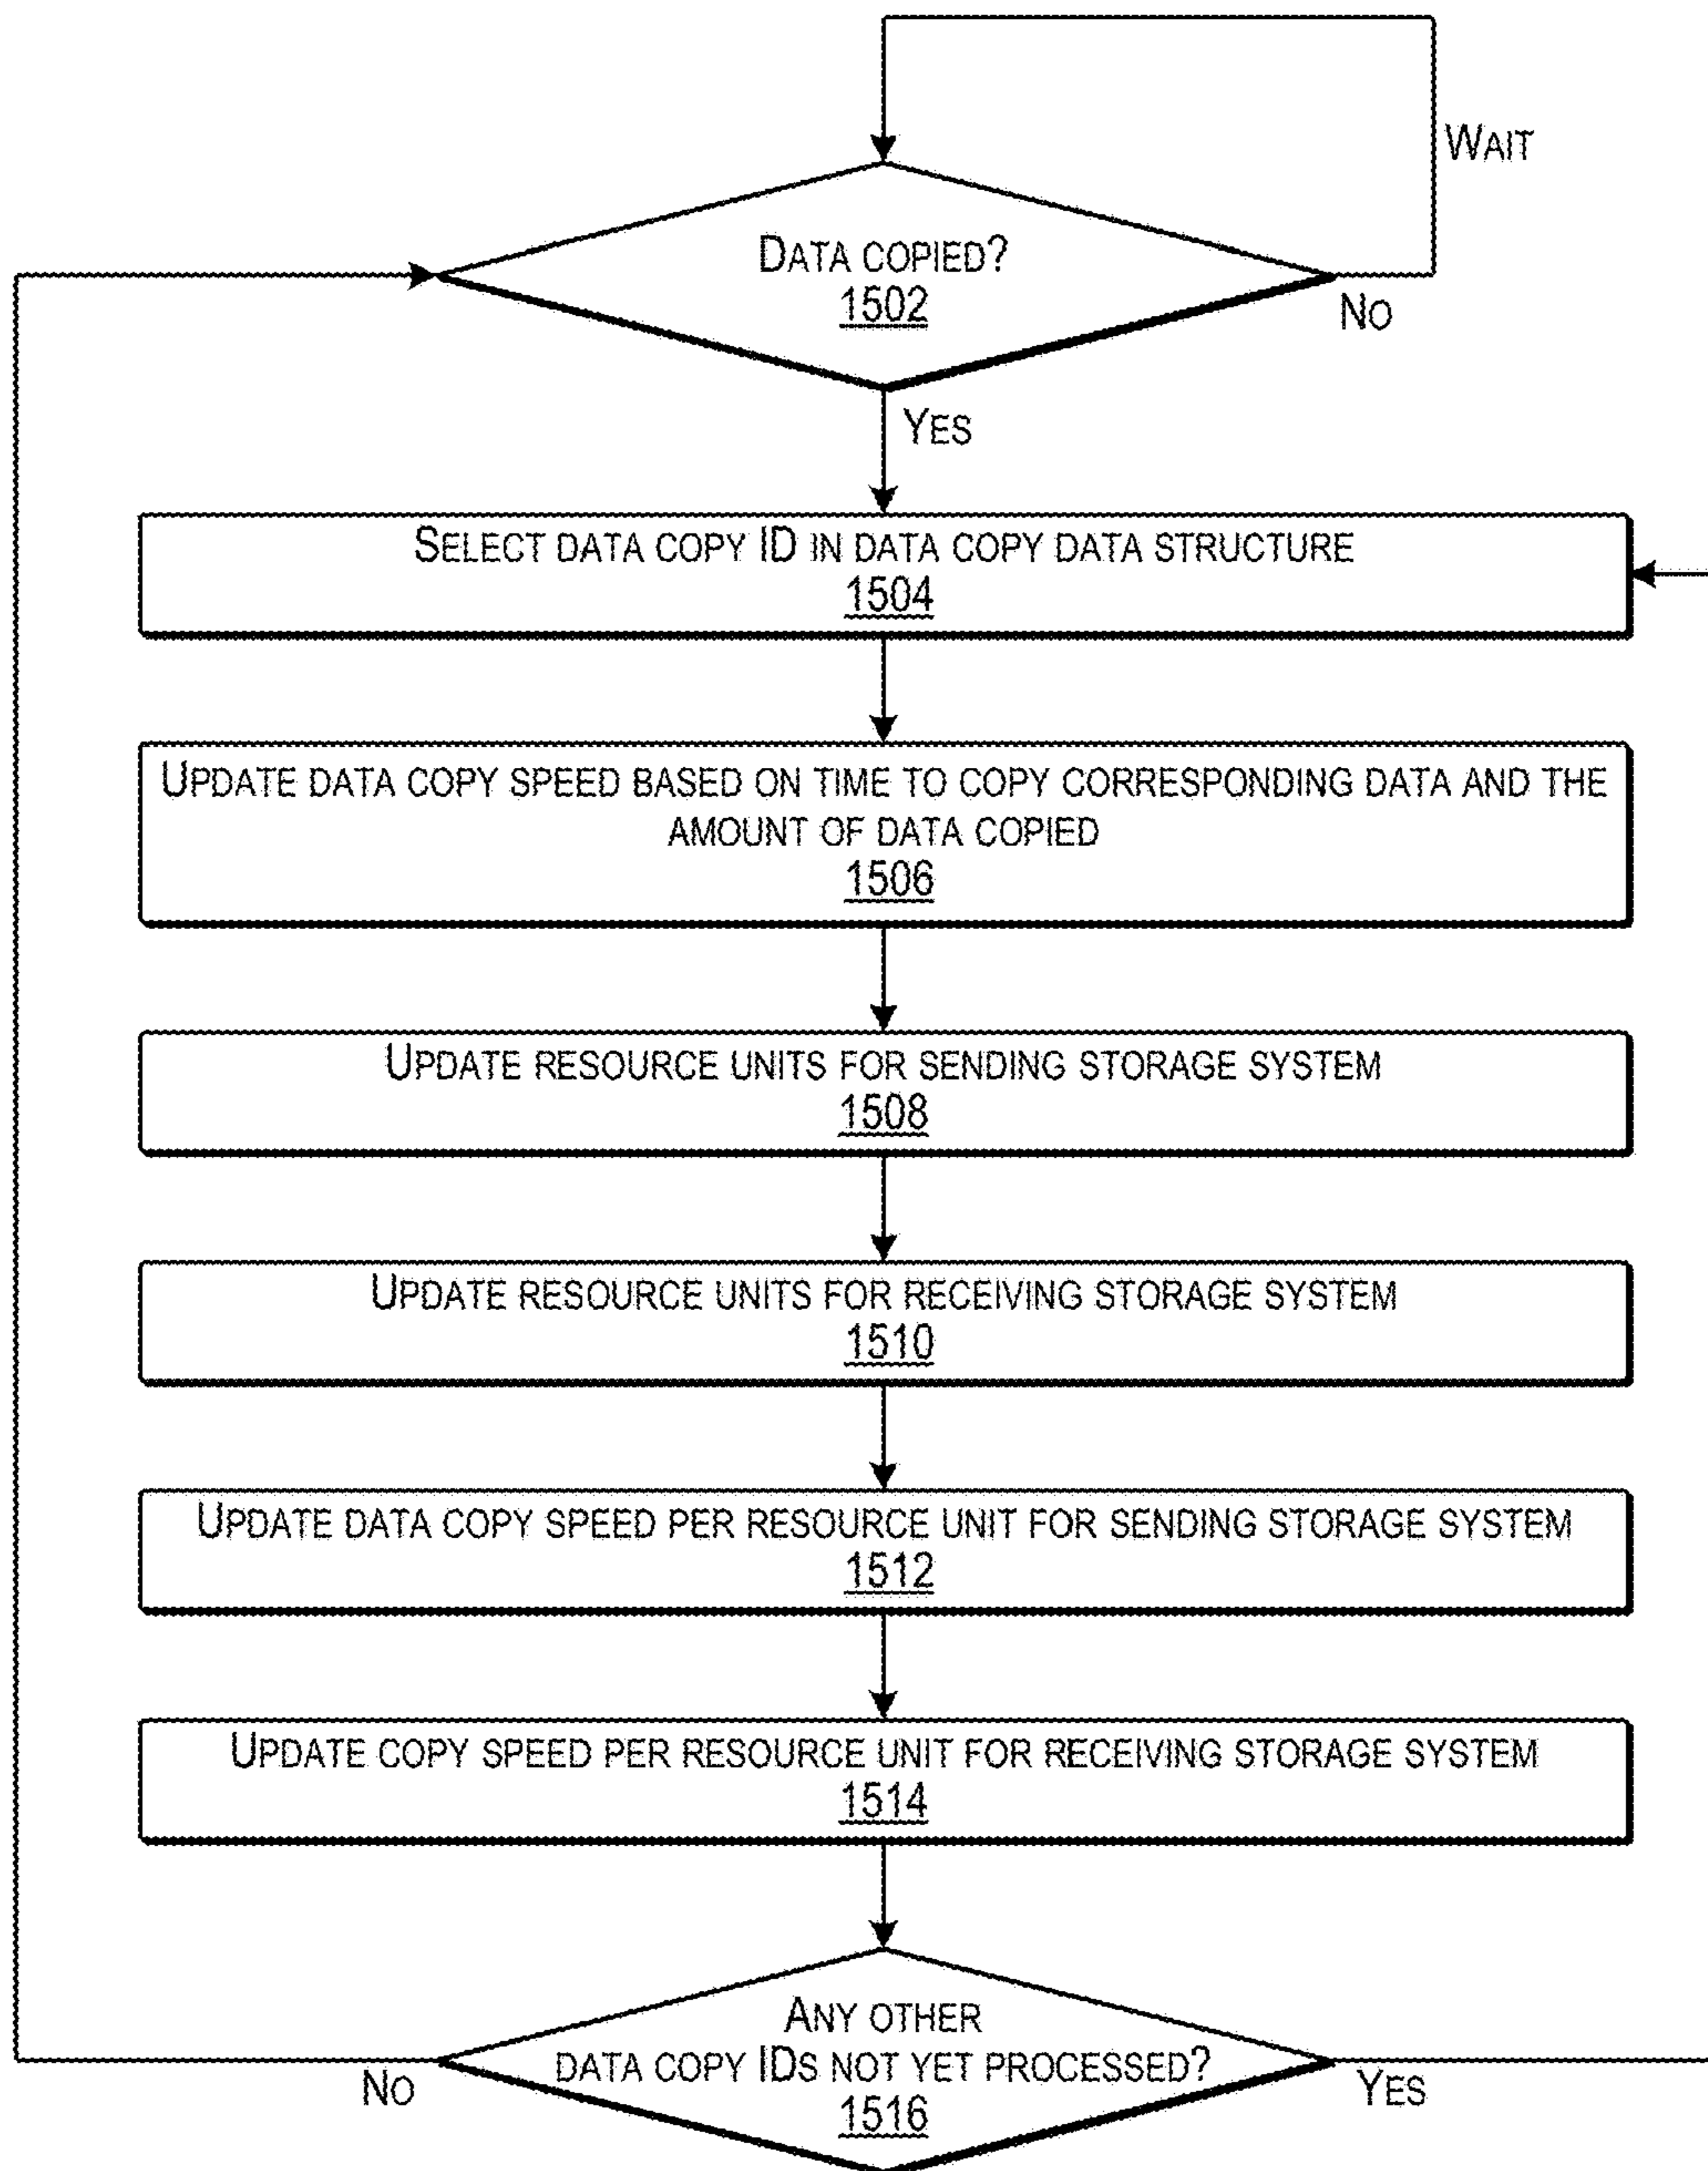 WAIT
DATA COPIED?
1502
NO
YES
SELECT DATA COPY ID IN DATA COPY DATA STRUCTURE
1504
UPDATE DATA COPY SPEED BASED ON TIME TO COPY CORRESPONDING DATA AND THE
AMOUNT OF DATA COPIED
1506
UPDATE RESOURCE UNITS FOR SENDING STORAGE SYSTEM
1508
UPDATE RESOURCE UNITS FOR RECEIVING STORAGE SYSTEM
1510
UPDATE DATA COPY SPEED PER RESOURCE UNIT FOR SENDING STORAGE SYSTEM
1512
UPDATE COPY SPEED PER RESOURCE UNIT FOR RECEIVING STORAGE SYSTEM
1514
ANY OTHER
DATA COPY IDS NOT YET PROCESSED?
1516
NO
YES